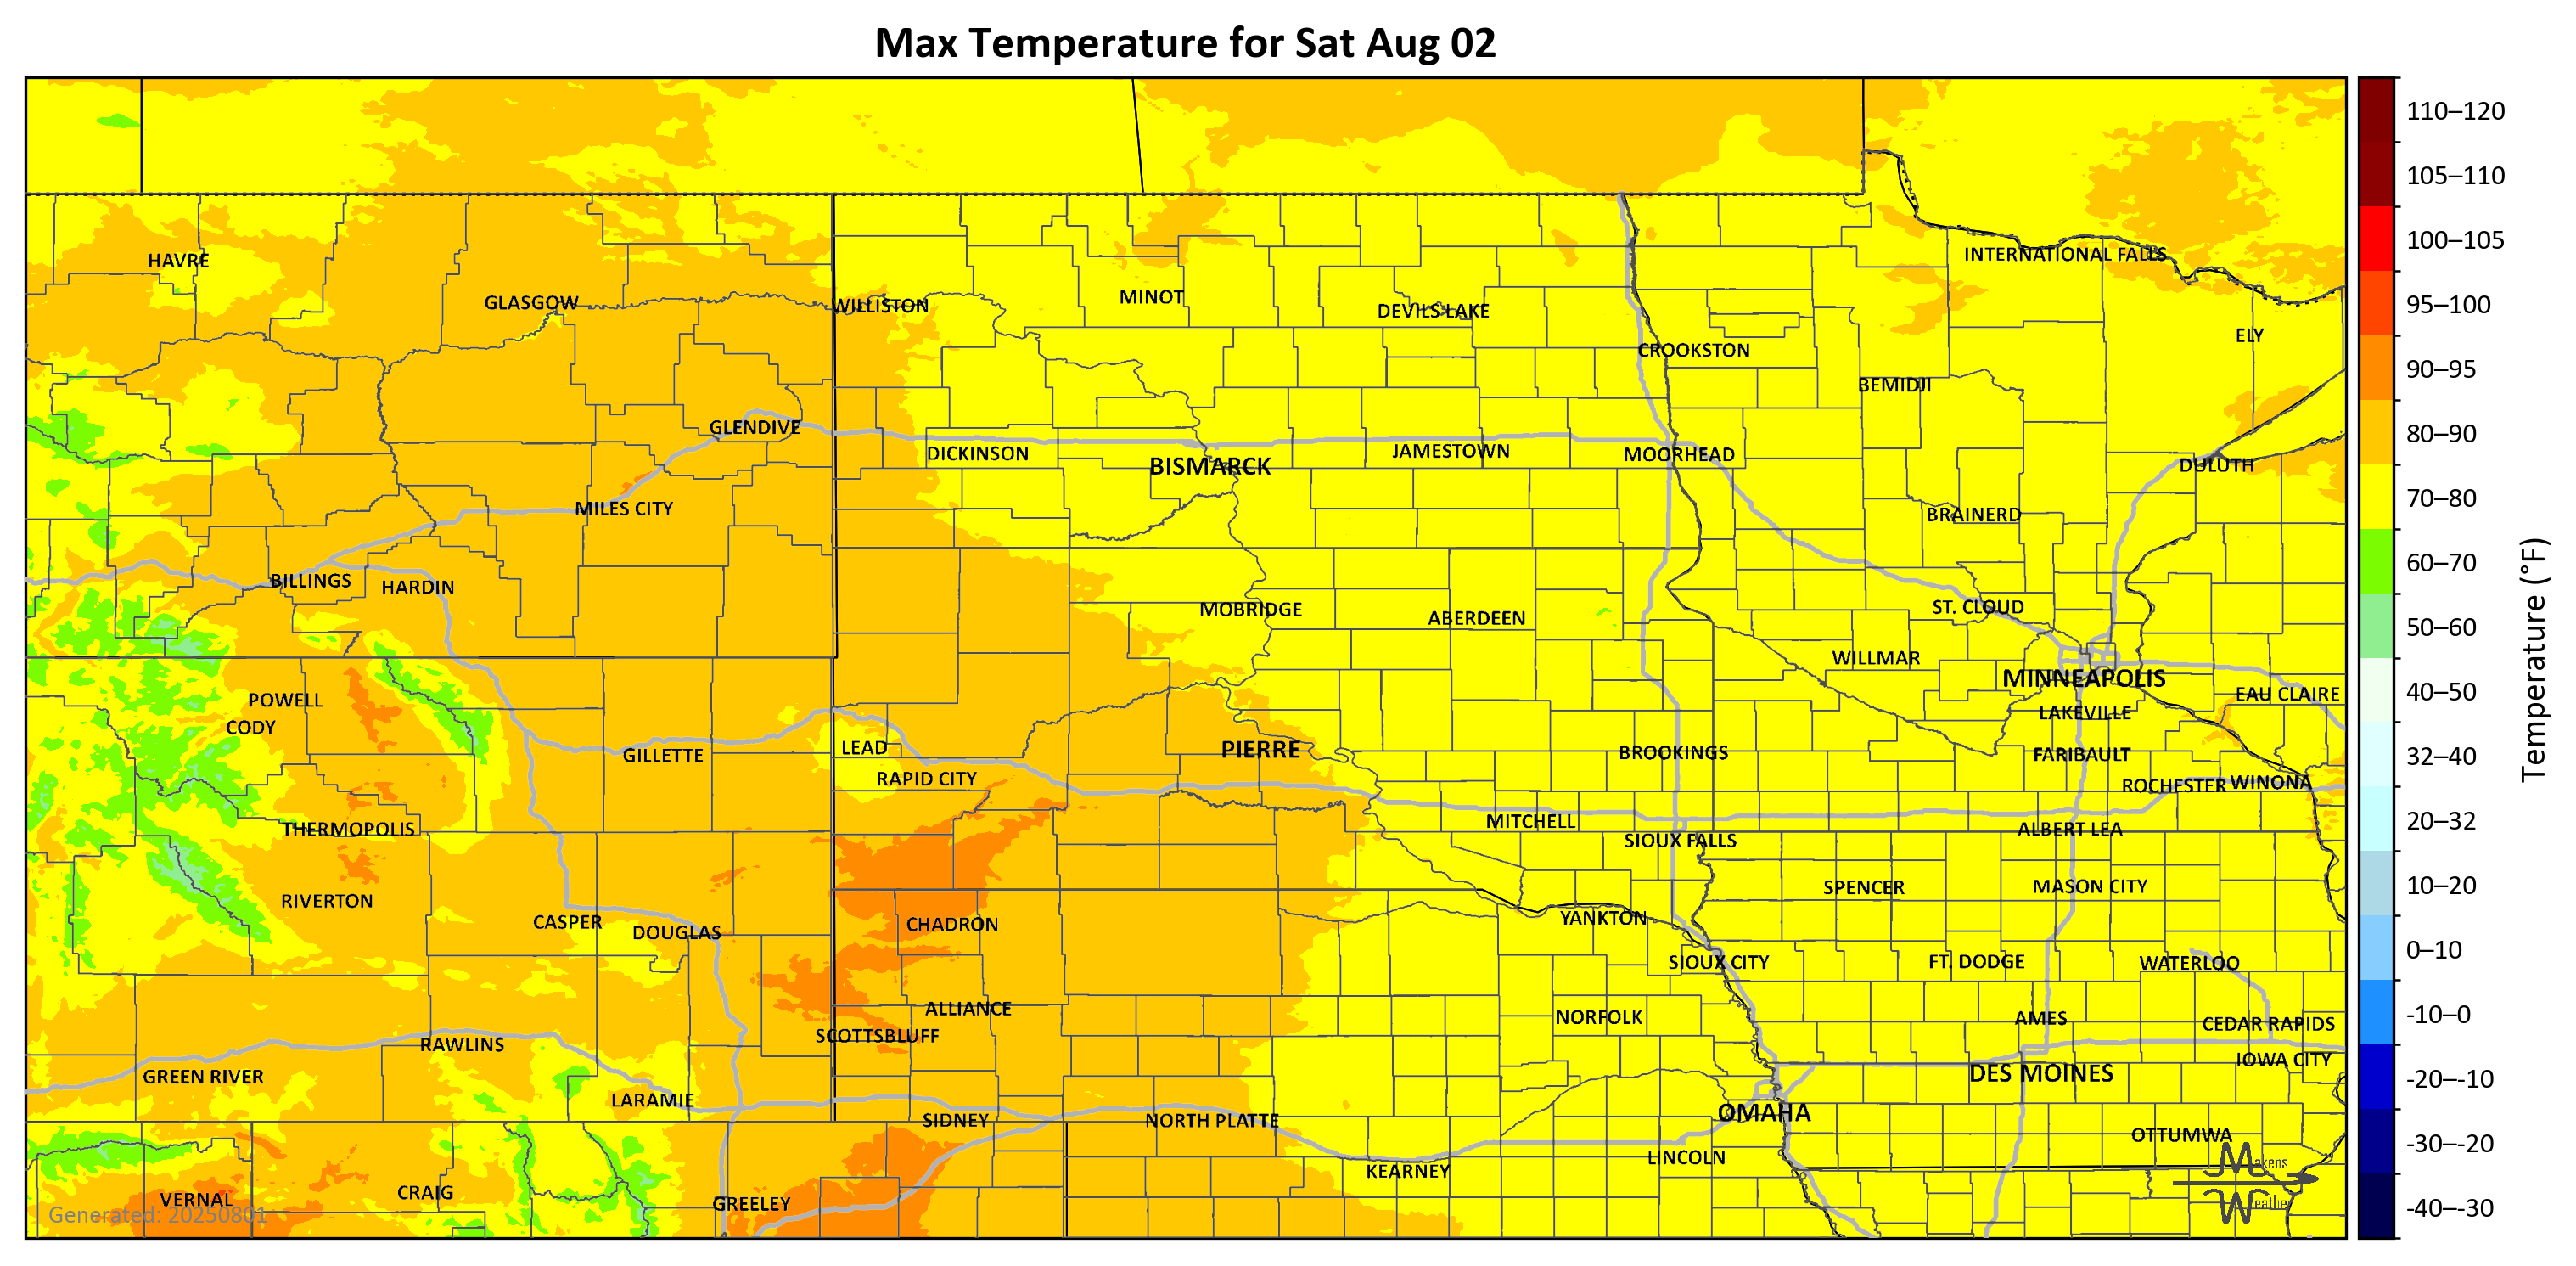 Max Temperature for Sat Aug 02
110–120
105–110
100–105
95–100
90–95
80–90
70–80
60–70
50–60
40–50
32–40
20–32
10–20
0–10
-10–0
-20–-10
-30–-20
-40–-30
Temperature (°F)
INTERNATIONAL FALLS
HAVRE
GLASGOW
WILLISTON
MINOT
DEVILS LAKE
ELY
CROOKSTON
BEMIDJI
GLENDIVE
DICKINSON
BISMARCK
JAMESTOWN
MOORHEAD
DULUTH
MILES CITY
BRAINERD
BILLINGS
HARDIN
MOBRIDGE
ABERDEEN
ST. CLOUD
WILLMAR
MINNEAPOLIS
EAU CLAIRE
POWELL
CODY
LAKEVILLE
GILLETTE
LEAD
PIERRE
BROOKINGS
FARIBAULT
RAPID CITY
ROCHESTER
WINONA
THERMOPOLIS
MITCHELL
SIOUX FALLS
ALBERT LEA
RIVERTON
SPENCER
MASON CITY
CASPER
DOUGLAS
CHADRON
YANKTON
SIOUX CITY
FT. DODGE
WATERLOO
ALLIANCE
SCOTTSBLUFF
NORFOLK
AMES
CEDAR RAPIDS
RAWLINS
GREEN RIVER
IOWA CITY
DES MOINES
LARAMIE
SIDNEY
NORTH PLATTE
OMAHA
OTTUMWA
LINCOLN
KEARNEY
VERNAL
CRAIG
GREELEY
Makens
Weather
Generated: 20250801